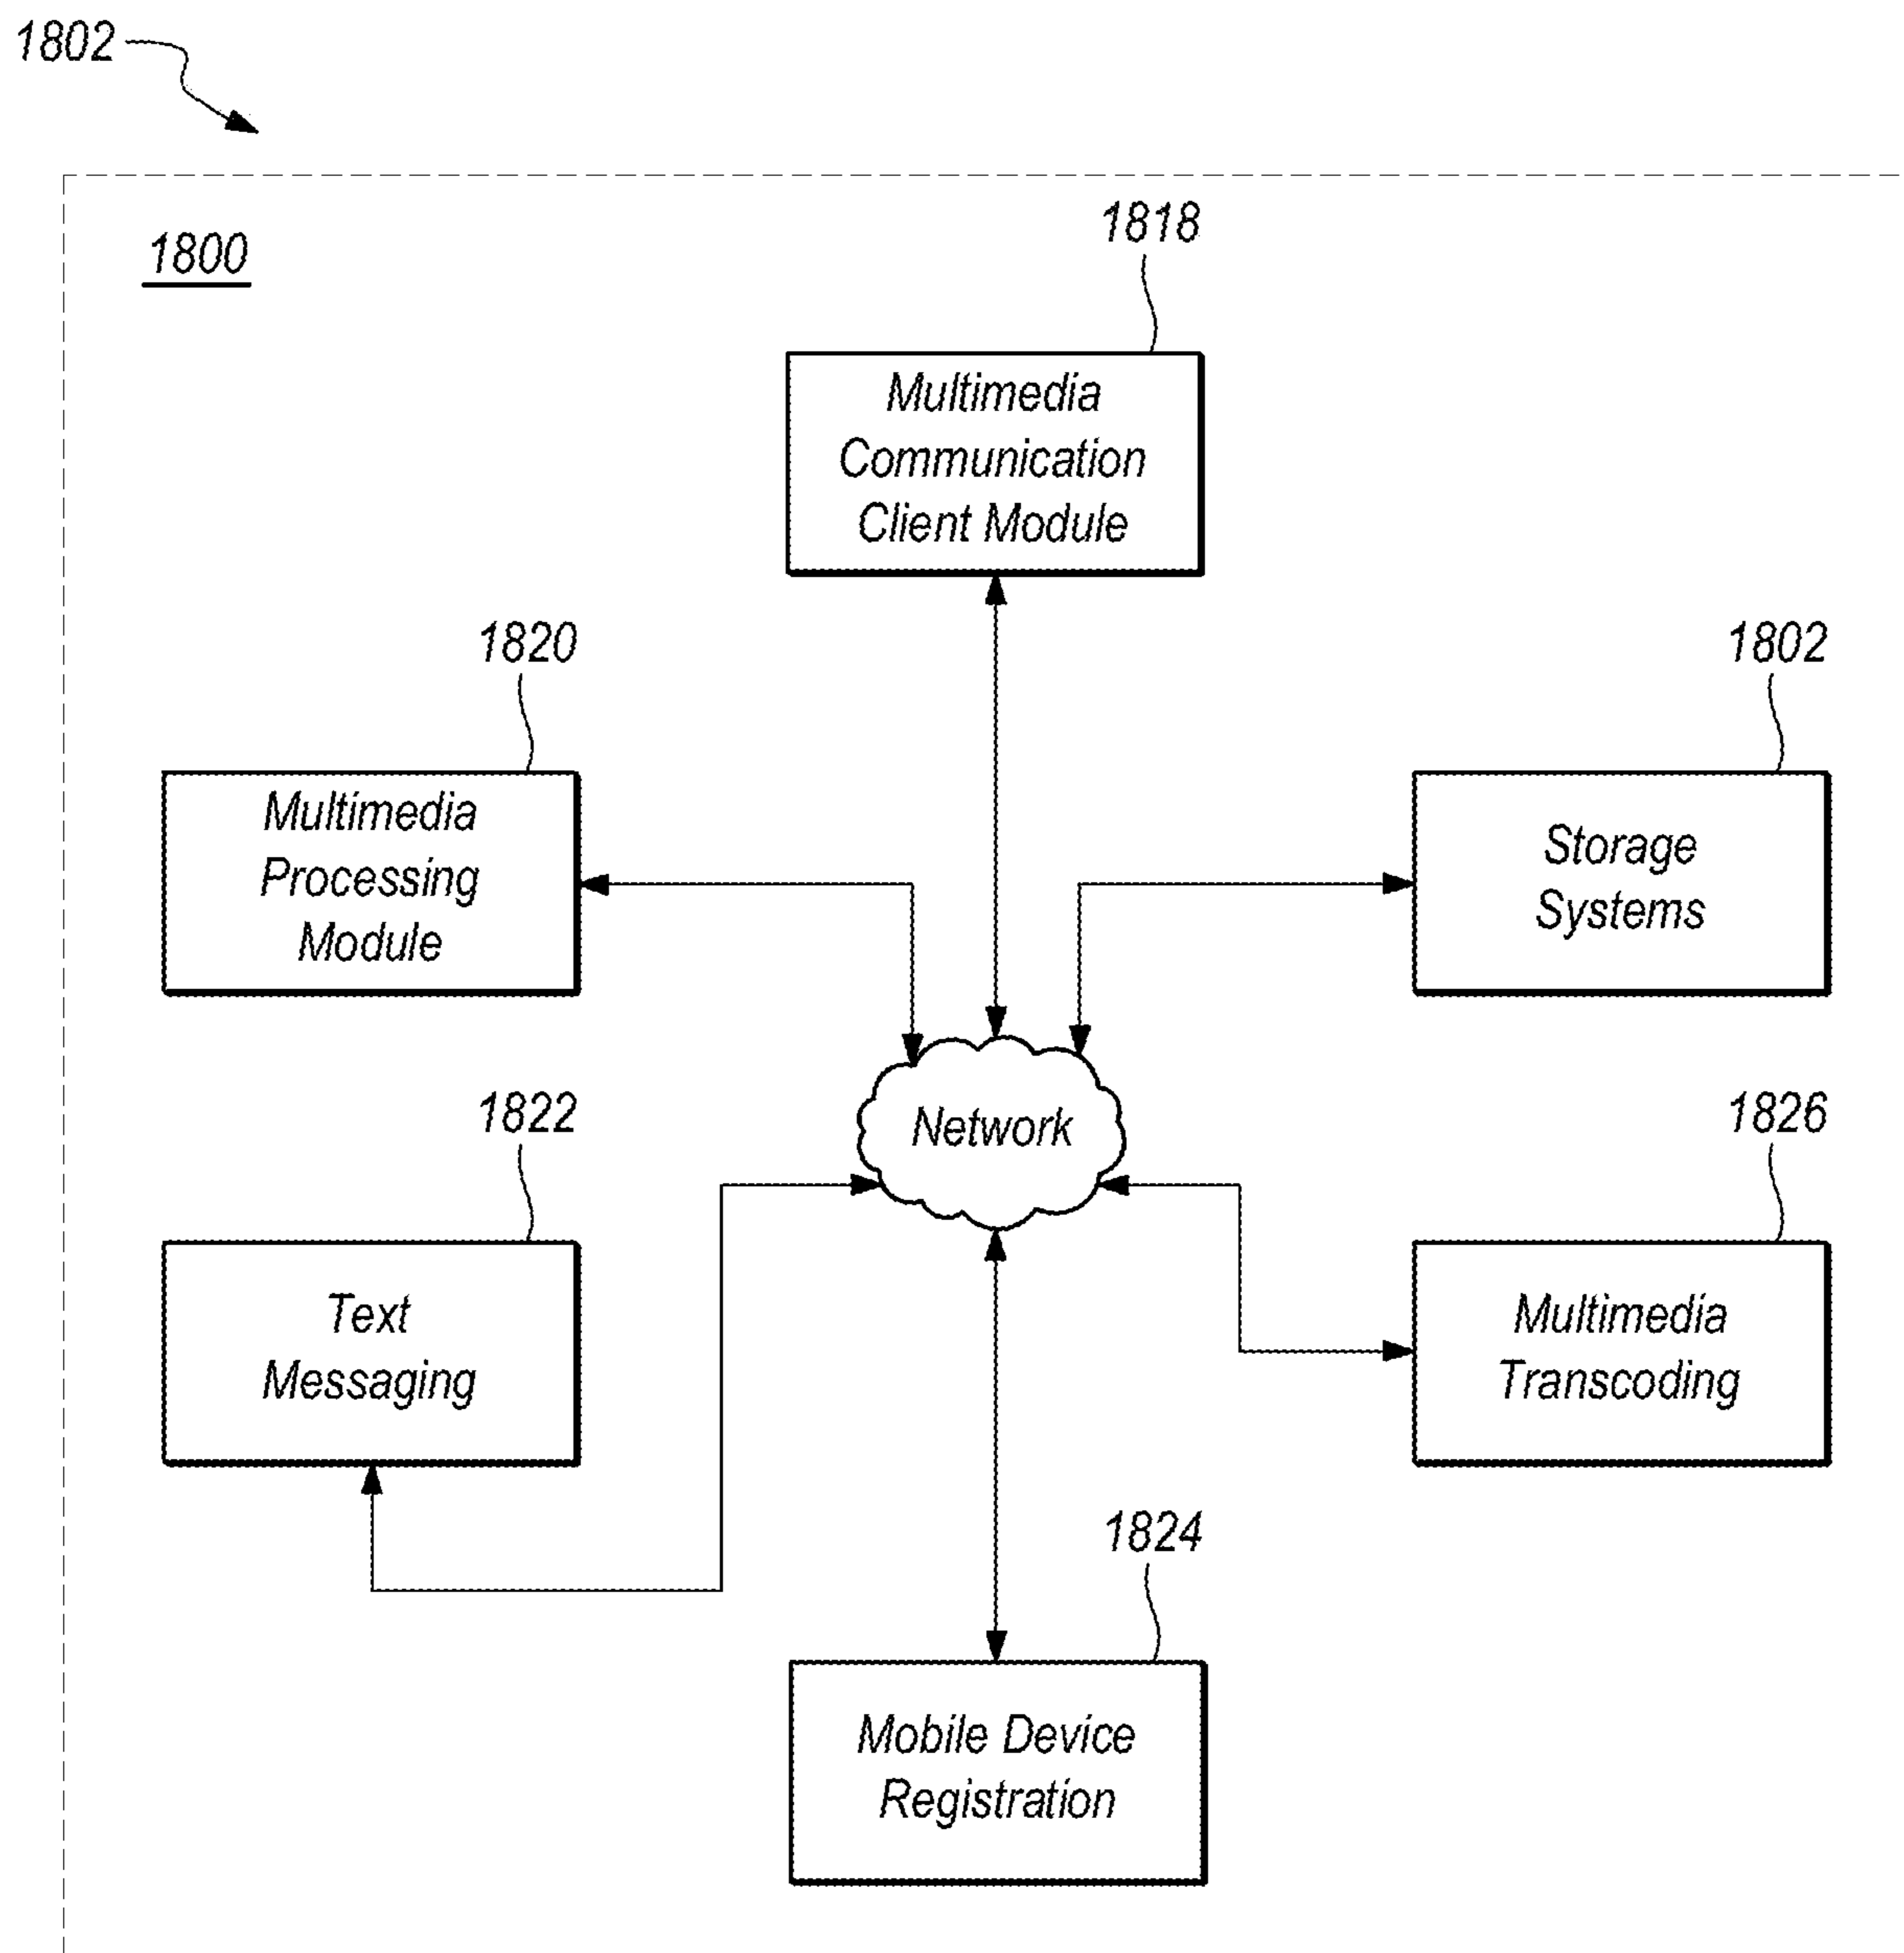 1802
1800
1818
Multimedia
Communication
Client Module
1820
1802
Multimedia
Processing
Module
Storage
Systems
Network
1822
1826
Text
Messaging
Multimedia
Transcoding
1824
Mobile Device
Registration